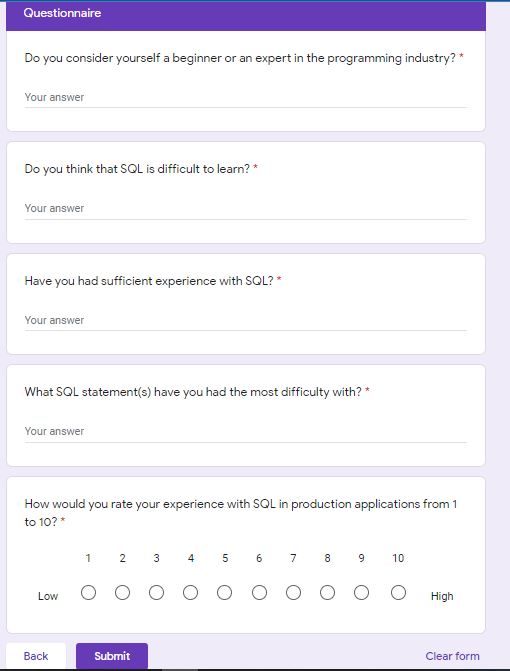 Questionnaire
Do you consider yourself a beginner or an expert in the programming industry? *
Your answer
Do you think that SQL is difficult to learn? *
Your answer
Have you had sufficient experience with SQL? *
Your answer
What SQL statement(s) have you had the most difficulty with? *
Your answer
How would you rate your experience with SQL in production applications from 1
to 10? *
1 2 3 4 5 6 7 8 9 10
Low High
Back Submit Clear form